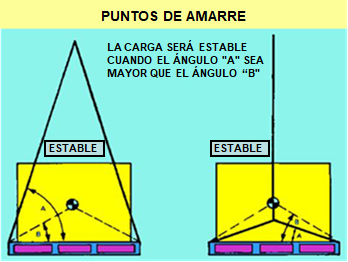 PUNTOS DE AMARRE
LA CARGA SERÁ ESTABLE
CUANDO EL ÁNGULO "A" SEA
MAYOR QUE EL ÁNGULO "B"
ESTABLE
ESTABLE
A
B
B
A